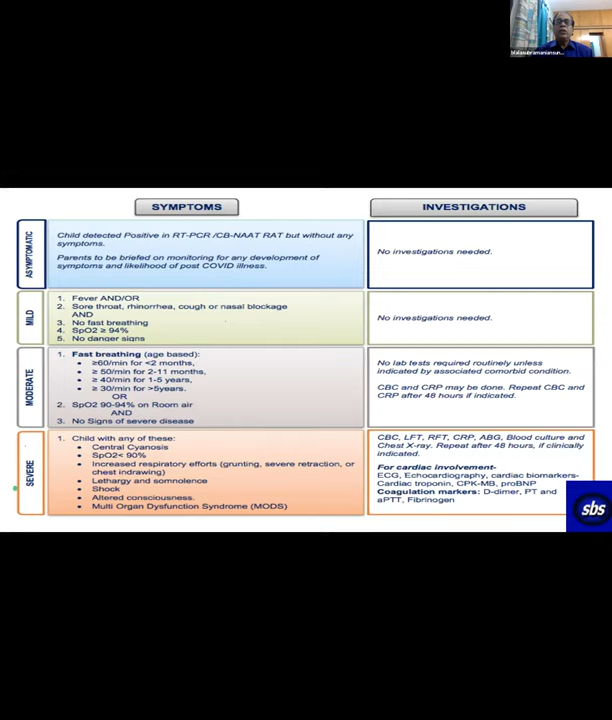 SYMPTOMS
INVESTIGATIONS
ASYMPTOMATIC
Child detected Positive in RT-PCR /CB-NAAT RAT but without any
symptoms.
Parents to be briefed on monitoring for any development of
symptoms and likelihood of post COVID illness.
No investigations needed.
MILD
1. Fever AND/OR
2. Sore throat, rhinorrhea, cough or nasal blockage
AND
3. No fast breathing
4. SpO2 ≥ 94%
5. No danger signs
No investigations needed.
MODERATE
1. Fast breathing (age based):
• ≥60/min for <2 months,
• ≥ 50/min for 2-11 months,
• ≥ 40/min for 1-5 years,
• ≥ 30/min for >5years.
OR
2. SpO2 90-94% on Room air
AND
3. No Signs of severe disease
No lab tests required routinely unless
indicated by associated comorbid condition.
CBC and CRP may be done. Repeat CBC and
CRP after 48 hours if indicated.
SEVERE
1. Child with any of these:
• Central Cyanosis
• SpO2< 90%
• Increased respiratory efforts (grunting, severe retraction, or
chest indrawing)
• Lethargy and somnolence
• Shock
• Altered consciousness.
• Multi Organ Dysfunction Syndrome (MODS)
CBC, LFT, RFT, CRP, ABG, Blood culture and
Chest X-ray. Repeat after 48 hours, if clinically
indicated.
For cardiac involvement-
ECG, Echocardiography, cardiac biomarkers-
Cardiac troponin, CPK-MB, proBNP
Coagulation markers: D-dimer, PT and
aPTT, Fibrinogen
sbs